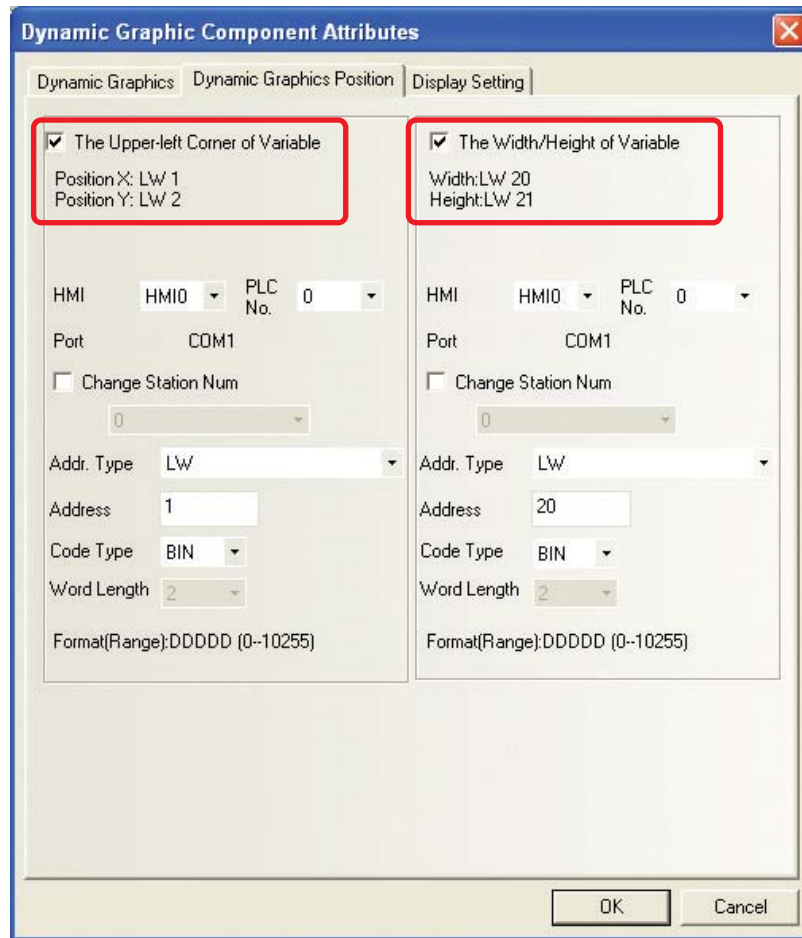 Dynamic Graphic Component Attributes
Dynamic Graphics
Dynamic Graphics Position
Display Setting
The Upper-left Corner of Variable
Position X: LW 1
Position Y: LW 2
HMI HMI0 PLC No. 0
Port COM1
Change Station Num
0
Addr. Type LW
Address 1
Code Type BIN
Word Length 2
Format(Range):DDDDD (0--10255)
The Width/Height of Variable
Width:LW 20
Height:LW 21
HMI HMI0 PLC No. 0
Port COM1
Change Station Num
0
Addr. Type LW
Address 20
Code Type BIN
Word Length 2
Format(Range):DDDDD (0--10255)
OK
Cancel